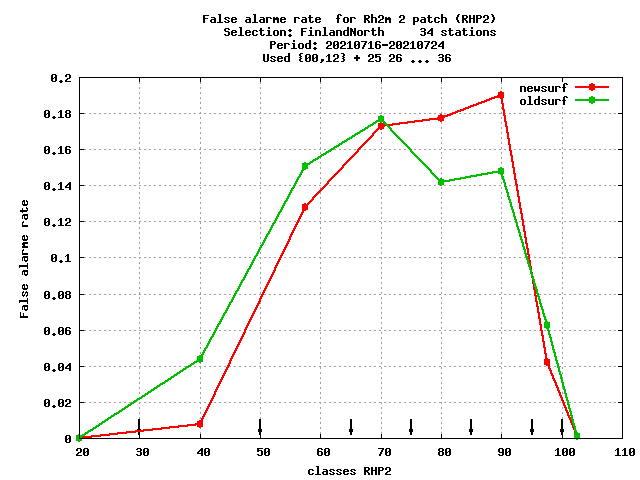 False alarme rate  for Rh2m 2 patch (RHP2)
Selection: FinlandNorth     34 stations
Period: 20210716-20210724
Used {00,12} + 25 26 ... 36
newsurf
oldsurf
0.2
0.18
0.16
0.14
0.12
0.1
0.08
0.06
0.04
0.02
0
False alarme rate
20 30 40 50 60 70 80 90 100 110
classes RHP2